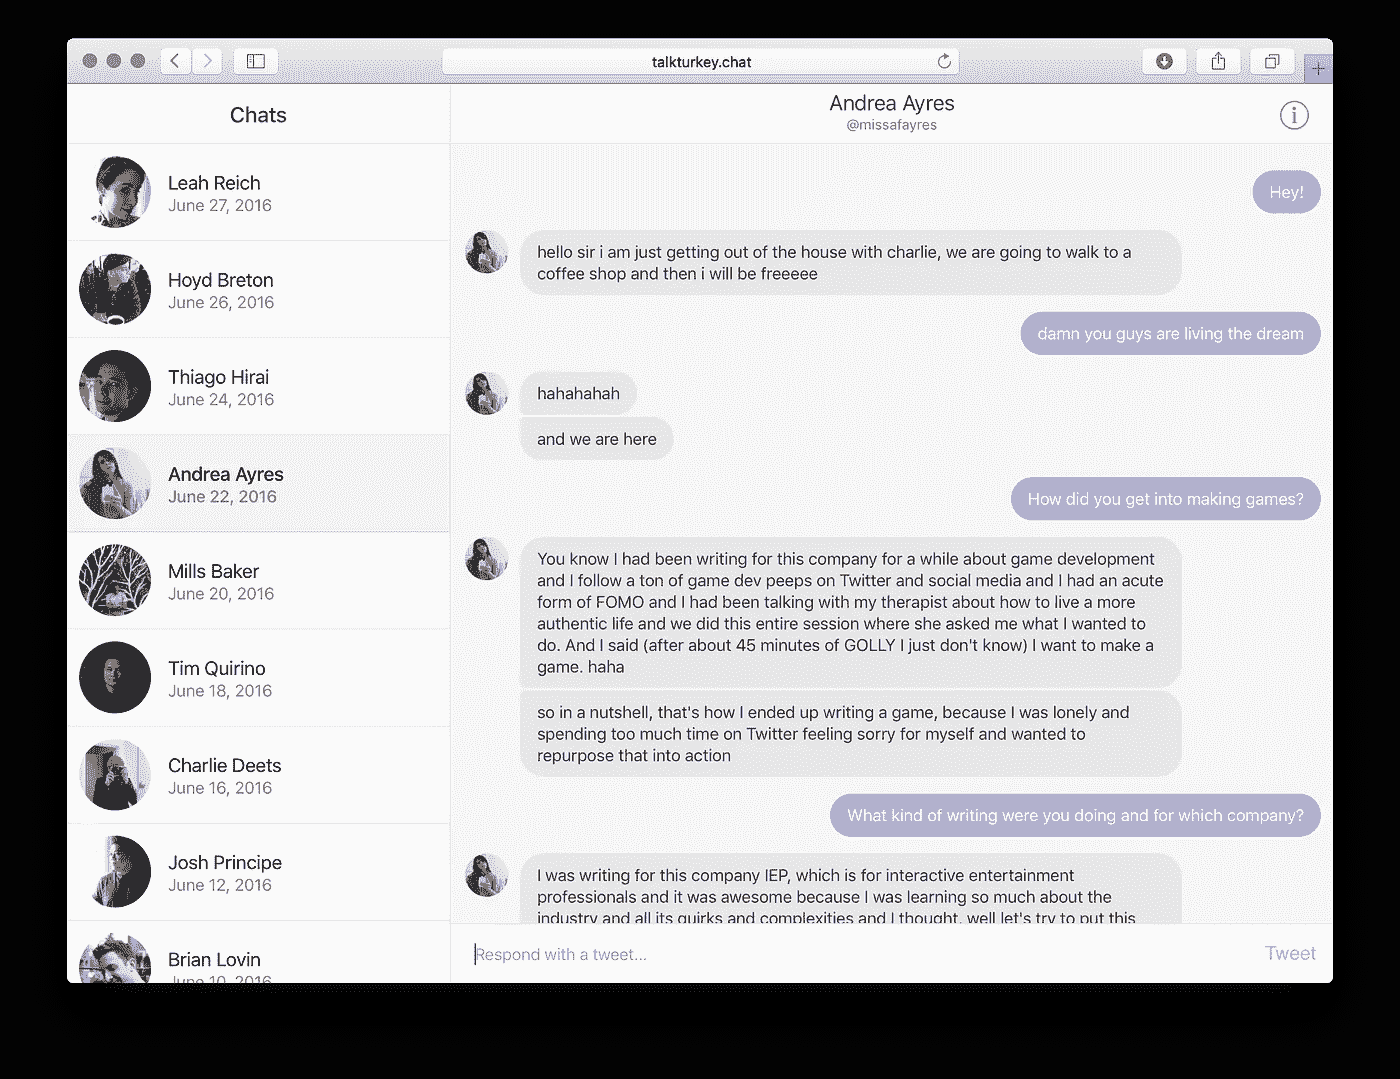 talkturkey.chat
Chats
Leah Reich
June 27, 2016
Hoyd Breton
June 26, 2016
Thiago Hirai
June 24, 2016
Andrea Ayres
June 22, 2016
Mills Baker
June 20, 2016
Tim Quirino
June 18, 2016
Charlie Deets
June 16, 2016
Josh Principe
June 12, 2016
Brian Lovin
June 10, 2016
Andrea Ayres
@missafayres
Hey!
hello sir i am just getting out of the house with charlie, we are going to walk to a
coffee shop and then i will be freeeee
damn you guys are living the dream
hahahahah
and we are here
How did you get into making games?
You know I had been writing for this company for a while about game development
and I follow a ton of game dev peeps on Twitter and social media and I had an acute
form of FOMO and I had been talking with my therapist about how to live a more
authentic life and we did this entire session where she asked me what I wanted to
do. And I said (after about 45 minutes of GOLLY I just don't know) I want to make a
game. haha
so in a nutshell, that's how I ended up writing a game, because I was lonely and
spending too much time on Twitter feeling sorry for myself and wanted to
repurpose that into action
What kind of writing were you doing and for which company?
I was writing for this company IEP, which is for interactive entertainment
professionals and it was awesome because I was learning so much about the
industry and all its quirks and complexities and I thought, well let's try to put this
Respond with a tweet...
Tweet